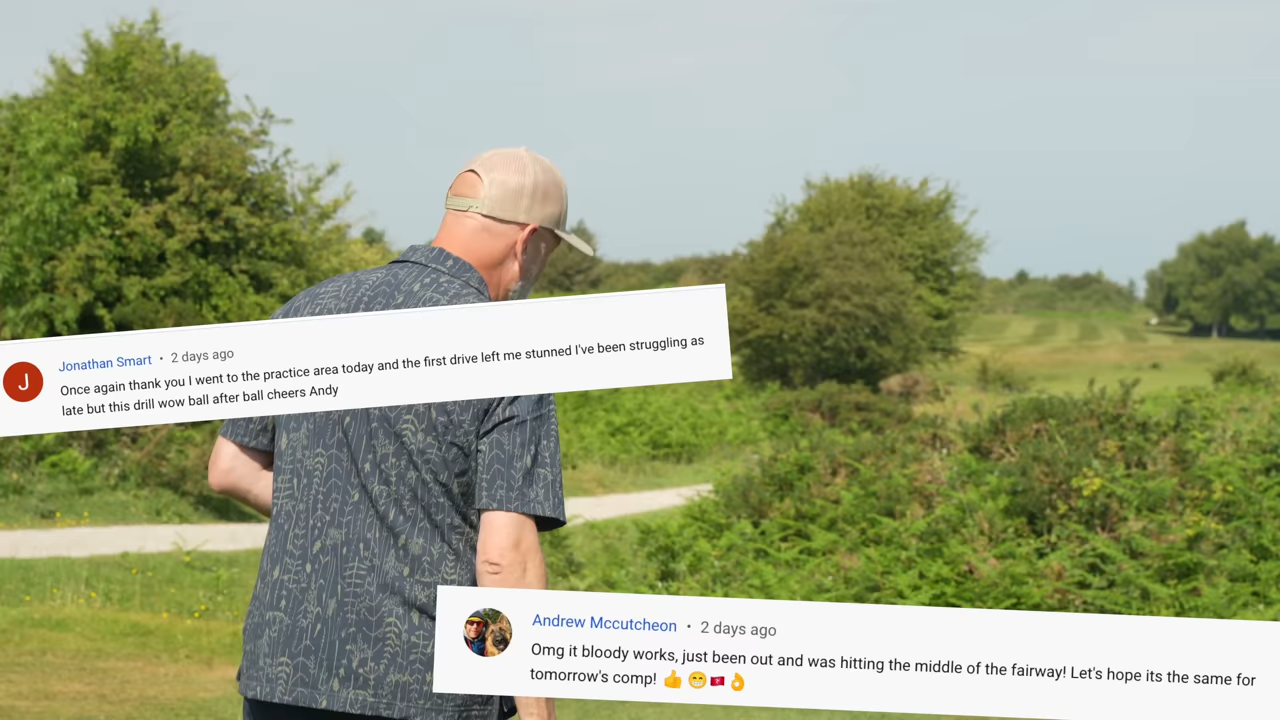 J
Jonathan Smart • 2 days ago
Once again thank you I went to the practice area today and the first drive left me stunned I've been struggling as
late but this drill wow ball after ball cheers Andy
Andrew Mccutcheon • 2 days ago
Omg it bloody works, just been out and was hitting the middle of the fairway! Let's hope its the same for
tomorrow's comp! 👍 😁 🚩 👌